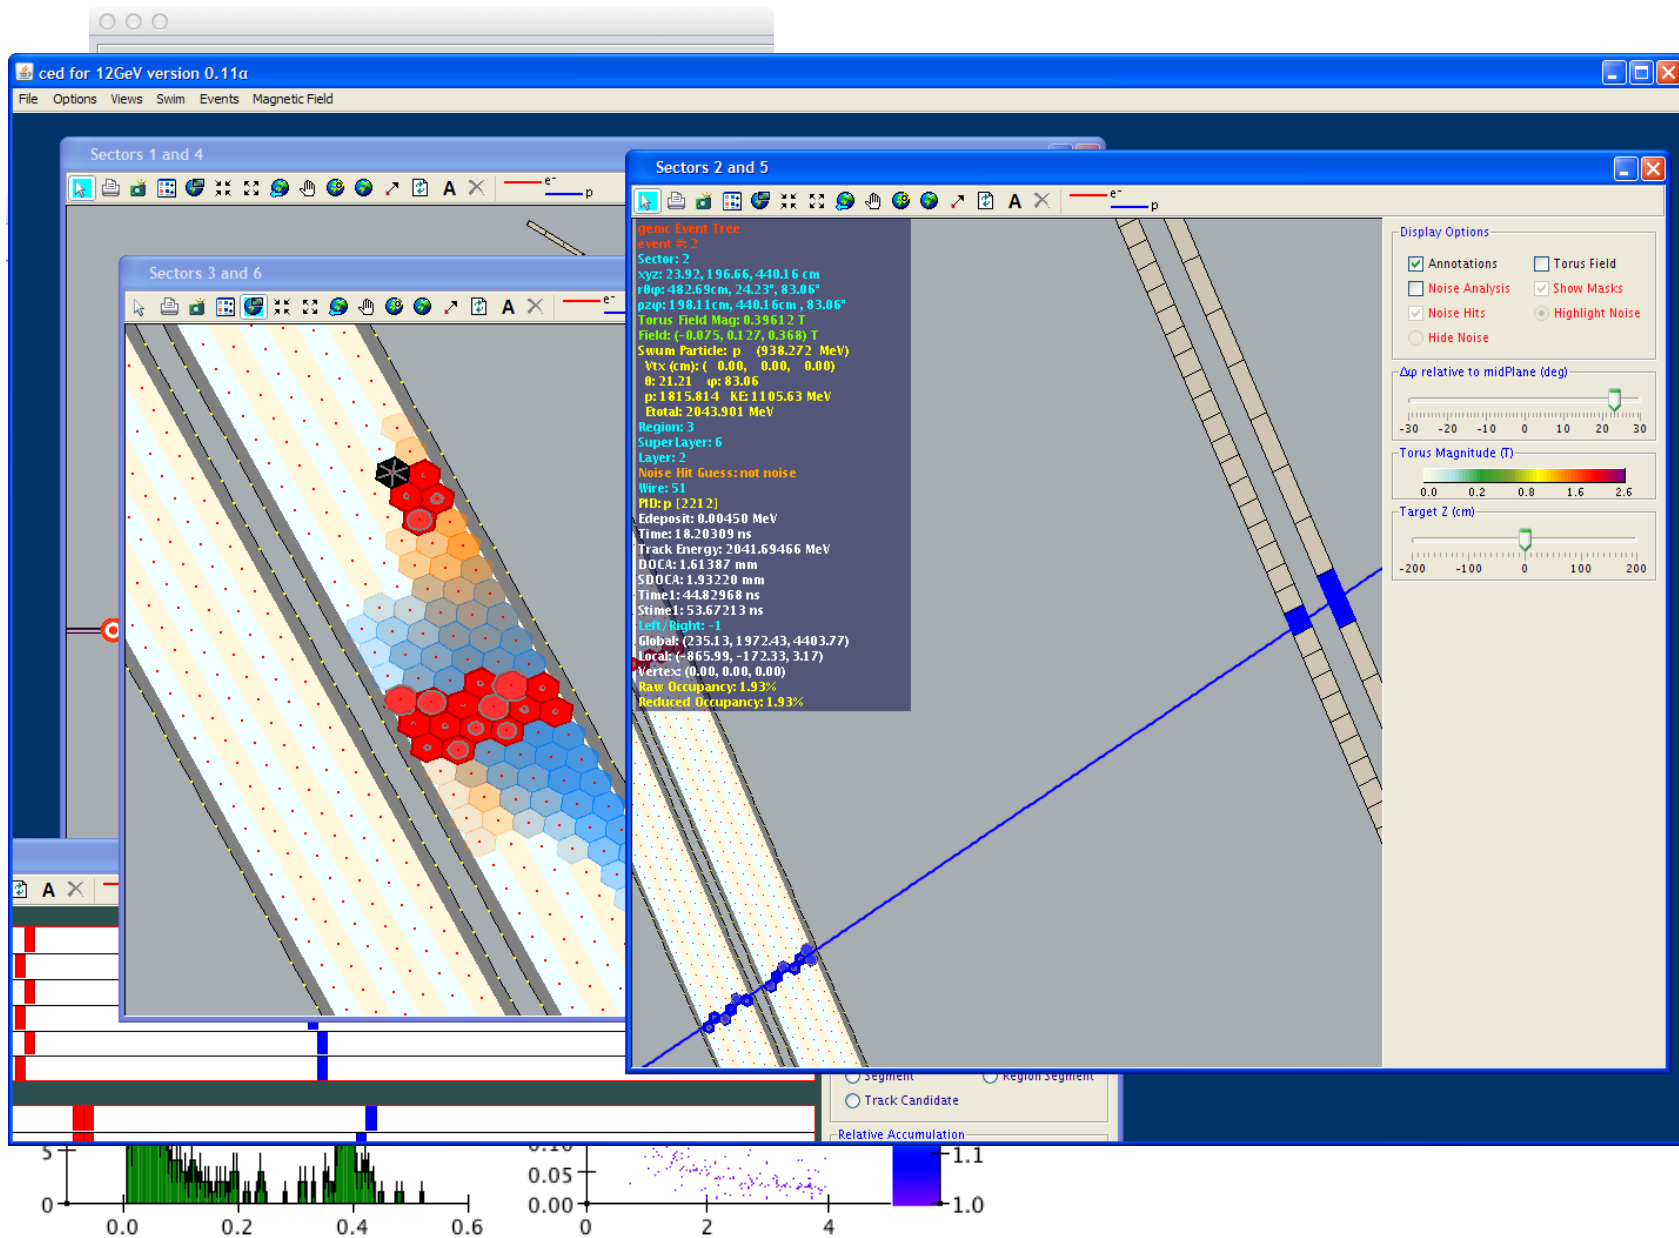 ced for 12GeV version 0.11α
File Options Views Swim Events Magnetic Field
Sectors 1 and 4
e⁻
p
Sectors 2 and 5
e⁻
p
Sectors 3 and 6
e⁻
gemc Event Tree
event #: 2
Sector: 2
xyz: 23.92, 196.66, 440.16 cm
rθφ: 482.69cm, 24.23°, 83.06°
ρzφ: 198.11cm, 440.16cm , 83.06°
Torus Field Mag: 0.39612 T
Field: (-0.075, 0.127, 0.368) T
Swum Particle: p (938.272 MeV)
Vtx (cm): ( 0.00, 0.00, 0.00)
θ: 21.21 φ: 83.06
p: 1815.814 KE: 1105.63 MeV
Etotal: 2043.901 MeV
Region: 3
SuperLayer: 6
Layer: 2
Noise Hit Guess: not noise
Wire: 51
PID: p [2212]
Edeposit: 0.00450 MeV
Time: 18.20309 ns
Track Energy: 2041.69466 MeV
DOCA: 1.61387 mm
SDOCA: 1.93220 mm
Time1: 44.82968 ns
Stime1: 53.67213 ns
Left/Right: -1
Global: (235.13, 1972.43, 4403.77)
Local: (-865.99, -172.33, 3.17)
Vertex: (0.00, 0.00, 0.00)
Raw Occupancy: 1.93%
Reduced Occupancy: 1.93%
Display Options
Annotations Torus Field
Noise Analysis Show Masks
Noise Hits Highlight Noise
Hide Noise
Δφ relative to midPlane (deg)
-30 -20 -10 0 10 20 30
Torus Magnitude (T)
0.0 0.2 0.8 1.6 2.6
Target Z (cm)
-200 -100 0 100 200
A
Segment Region Segment
Track Candidate
Relative Accumulation
5
0
0.0 0.2 0.4 0.6
0.10
0.05
0.00
0 2 4
1.1
1.0